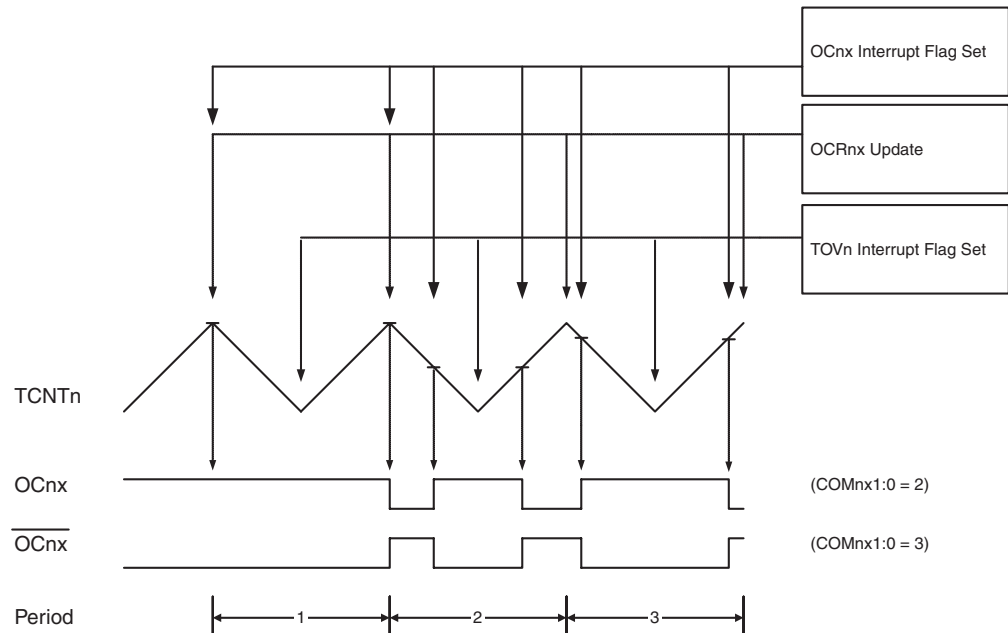 OCnx Interrupt Flag Set
OCRnx Update
TOVn Interrupt Flag Set
TCNTn
OCnx (COMnx1:0 = 2)
OCnx (COMnx1:0 = 3)
Period 1 2 3